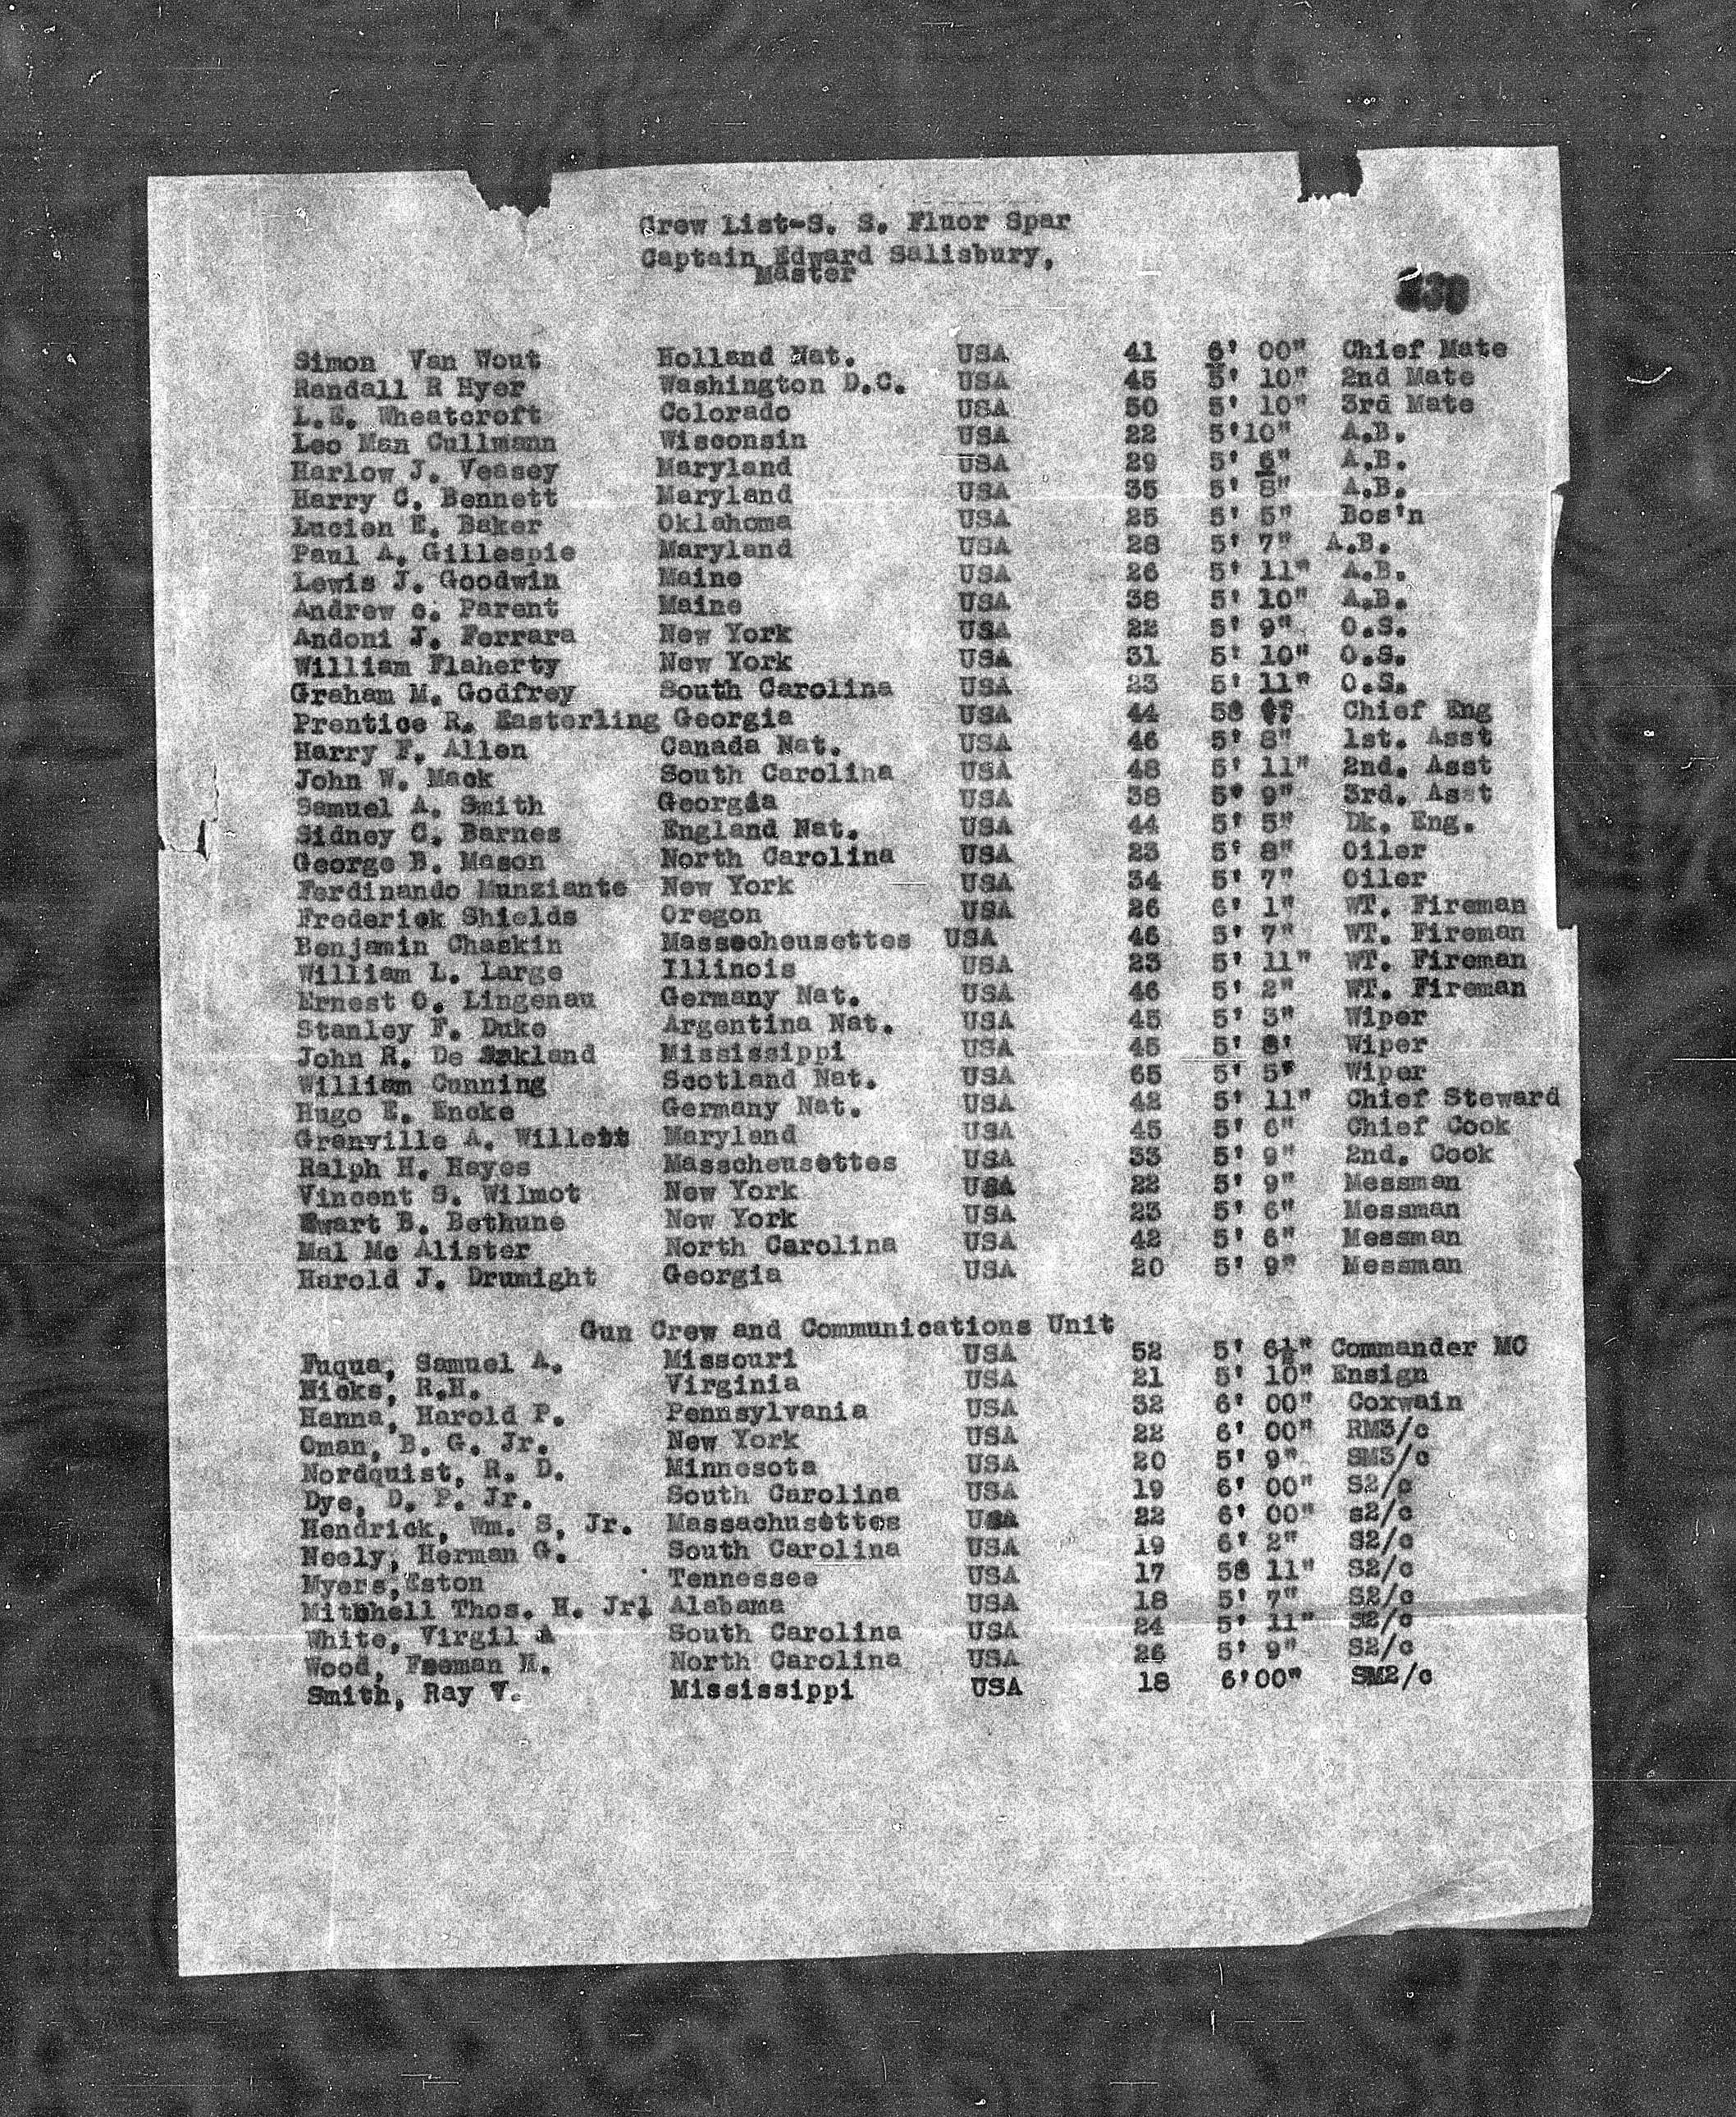 Crew List-S. S. Fluor Spar
Captain Edward Salisbury,
Master
Simon Van Wout Holland Nat. USA 41 6' 00" Chief Mate
Randall R Hyer Washington D.C. USA 45 5' 10" 2nd Mate
L.E. Wheatcroft Colorado USA 50 5' 10" 3rd Mate
Leo Man Cullmann Wisconsin USA 22 5'10" A.B.
Harlow J. Veasey Maryland USA 29 5' 6" A.B.
Harry C. Bennett Maryland USA 35 5' 8" A.B.
Lucien E. Baker Oklahoma USA 25 5' 5" Bos'n
Paul A. Gillespie Maryland USA 28 5' 7" A.B.
Lewis J. Goodwin Maine USA 26 5' 11" A.B.
Andrew o. Parent Maine USA 38 5' 10" A.B.
Andoni J. Ferrara New York USA 22 5' 9" O.S.
William Flaherty New York USA 31 5' 10" O.S.
Graham M. Godfrey South Carolina USA 23 5' 11" O.S.
Prentice R. Easterling Georgia USA 44 58 Chief Eng
Harry F. Allen Canada Nat. USA 46 5' 8" 1st. Asst
John W. Mack South Carolina USA 48 5' 11" 2nd. Asst
Samuel A. Smith Georgia USA 38 5' 9" 3rd. Asst
Sidney C. Barnes England Nat. USA 44 5' 5" Dk. Eng.
George B. Mason North Carolina USA 23 5' 8" Oiler
Ferdinando Munziante New York USA 34 5' 7" Oiler
Frederick Shields Oregon USA 26 6' 1" WT. Fireman
Benjamin Chaskin Massecheusettes USA 46 5' 7" WT. Fireman
William L. Large Illinois USA 23 5' 11" WT. Fireman
Ernest O. Lingenau Germany Nat. USA 46 5' 2" WT. Fireman
Stanley F. Duke Argentina Nat. USA 45 5' 3" Wiper
John R. De Mississippi USA 45 5' 8' Wiper
William Cunning Scotland Nat. USA 65 5' 5" Wiper
Hugo E. Encke Germany Nat. USA 42 5' 11" Chief Steward
Granville A. Willett Maryland USA 45 5' 6" Chief Cook
Ralph H. Hayes Masscheusettes USA 33 5' 9" 2nd. Cook
Vincent S. Wilmot New York USA 22 5' 9" Messman
Ewart B. Bethune New York USA 23 5' 6" Messman
Mal Mc Alister North Carolina USA 42 5' 6" Messman
Harold J. Drumight Georgia USA 20 5' 9" Messman
Gun Crew and Communications Unit
Fuqua, Samuel A. Missouri USA 52 5' 6½" Commander MC
Hicks, R.H. Virginia USA 21 5' 10" Ensign
Hanna, Harold P. Pennsylvania USA 32 6' 00" Coxwain
Oman, B. G. Jr. New York USA 22 6' 00" RM3/c
Nordquist, R. D. Minnesota USA 20 5' 9" SM3/c
Dye, D. P. Jr. South Carolina USA 19 6' 00" S2/c
Hendrick, Wm. S, Jr. Massachusettes USA 22 6' 00" s2/c
Neely, Herman G. South Carolina USA 19 6' 2" S2/c
Myers, Eston Tennessee USA 17 58 11" S2/c
Mitchell Thos. H. Jrl Alabama USA 18 5' 7" S2/c
White, Virgil A South Carolina USA 24 5' 11" S2/c
Wood, Feeman M. North Carolina USA 26 5' 9" S2/c
Smith, Ray V. Mississippi USA 18 6'00" SM2/c